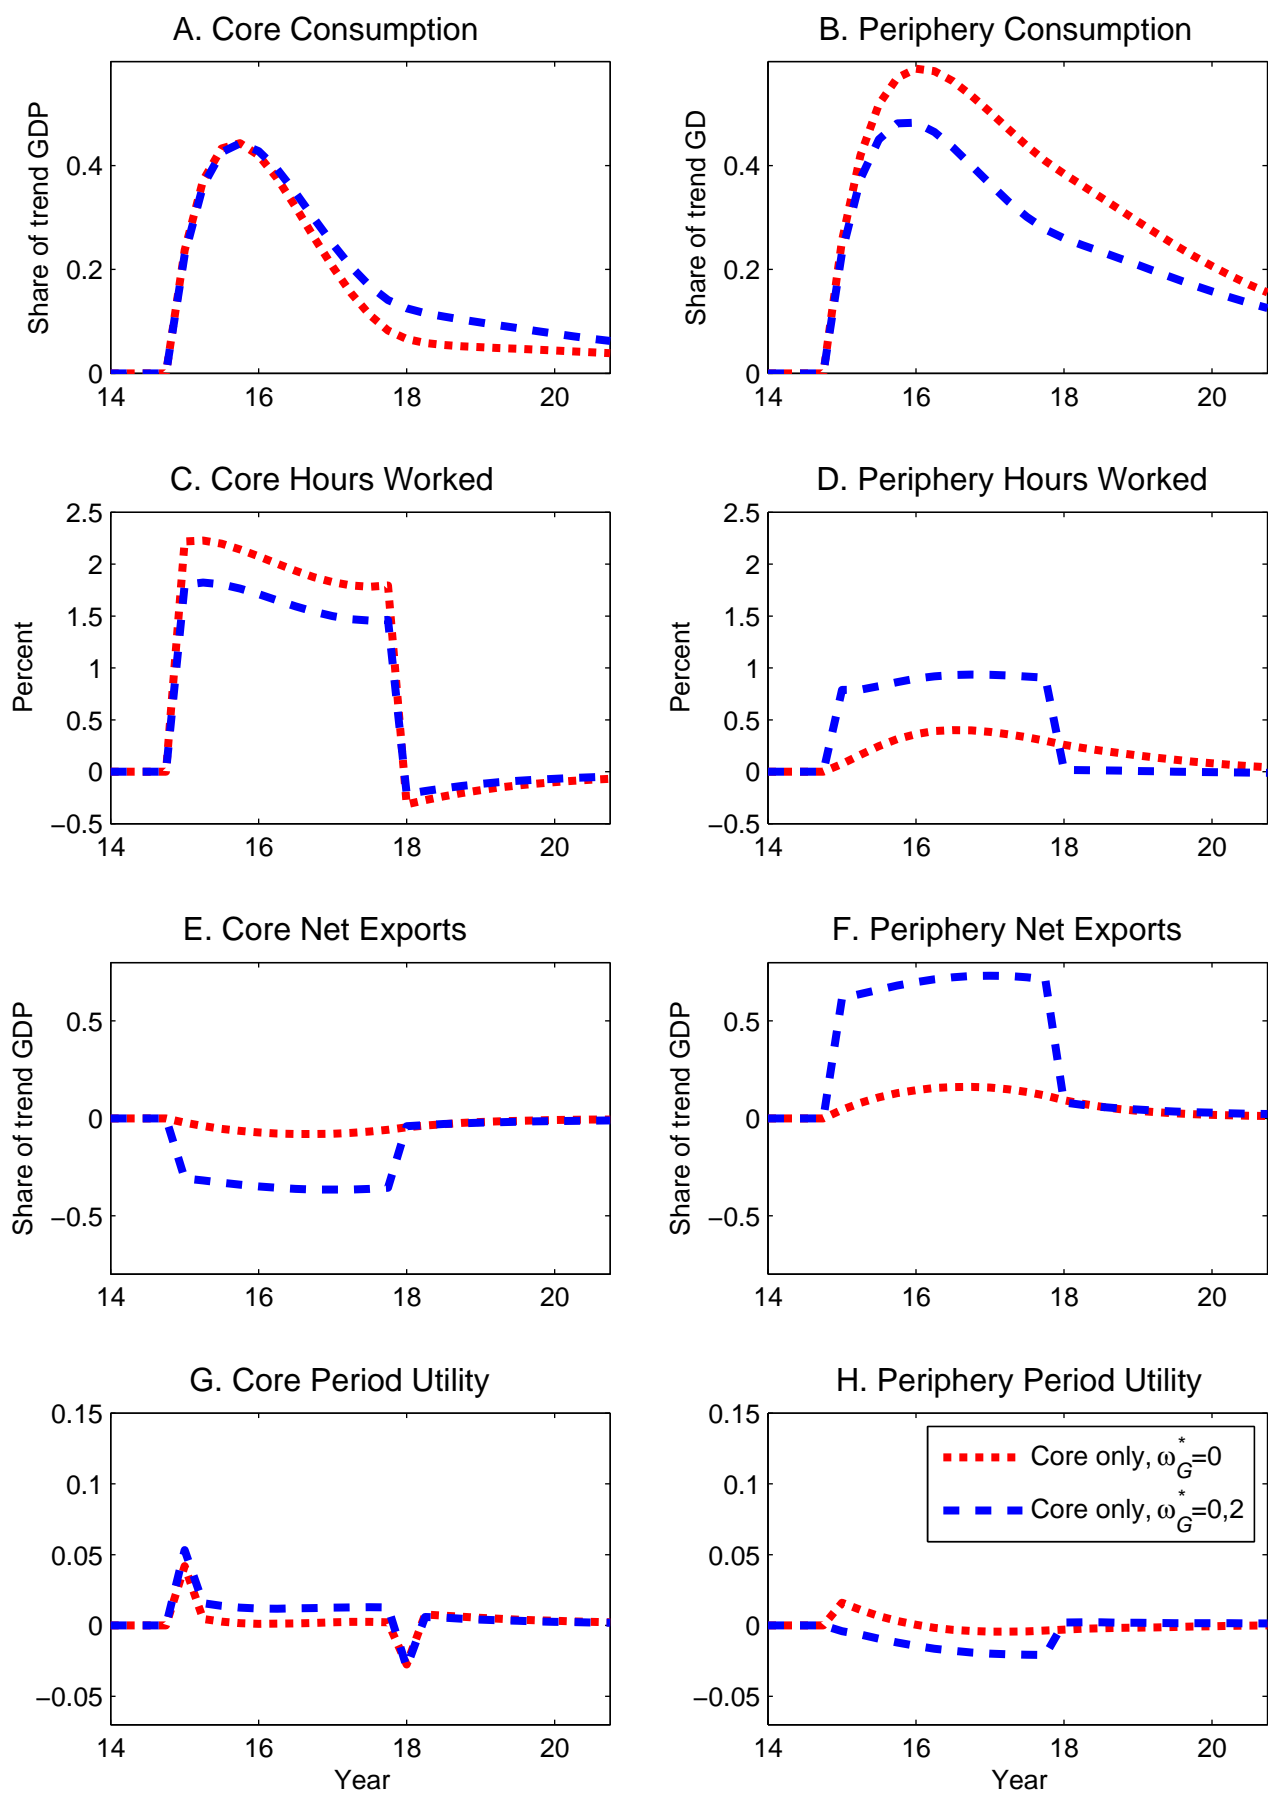 A. Core Consumption
Share of trend GDP
0.4
0.2
0
14 16 18 20
B. Periphery Consumption
Share of trend GD
0.4
0.2
0
14 16 18 20
C. Core Hours Worked
Percent
2.5
2
1.5
1
0.5
0
−0.5
14 16 18 20
D. Periphery Hours Worked
Percent
2.5
2
1.5
1
0.5
0
−0.5
14 16 18 20
E. Core Net Exports
Share of trend GDP
0.5
0
−0.5
14 16 18 20
F. Periphery Net Exports
Share of trend GDP
0.5
0
−0.5
14 16 18 20
G. Core Period Utility
0.15
0.1
0.05
0
−0.05
14 16 18 20
Year
H. Periphery Period Utility
0.15
0.1
0.05
0
−0.05
Core only, ω*G=0
Core only, ω*G=0,2
14 16 18 20
Year